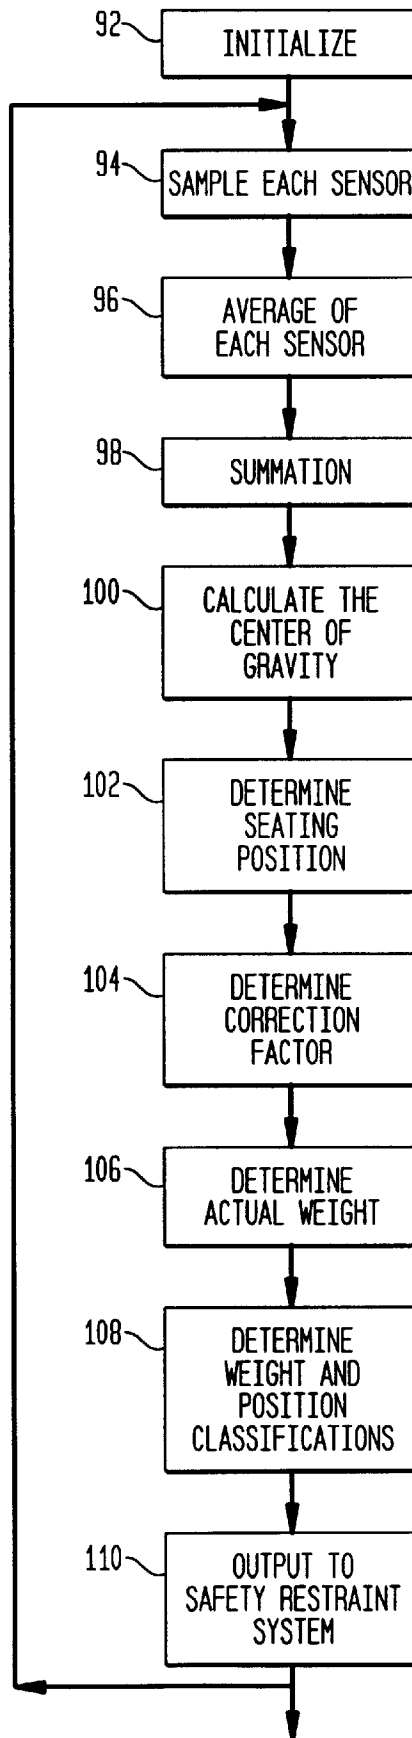 92
INITIALIZE
94
SAMPLE EACH SENSOR
96
AVERAGE OF
EACH SENSOR
98
SUMMATION
100
CALCULATE THE
CENTER OF
GRAVITY
102
DETERMINE
SEATING
POSITION
104
DETERMINE
CORRECTION
FACTOR
106
DETERMINE
ACTUAL WEIGHT
108
DETERMINE
WEIGHT AND
POSITION
CLASSIFICATIONS
110
OUTPUT TO
SAFETY RESTRAINT
SYSTEM